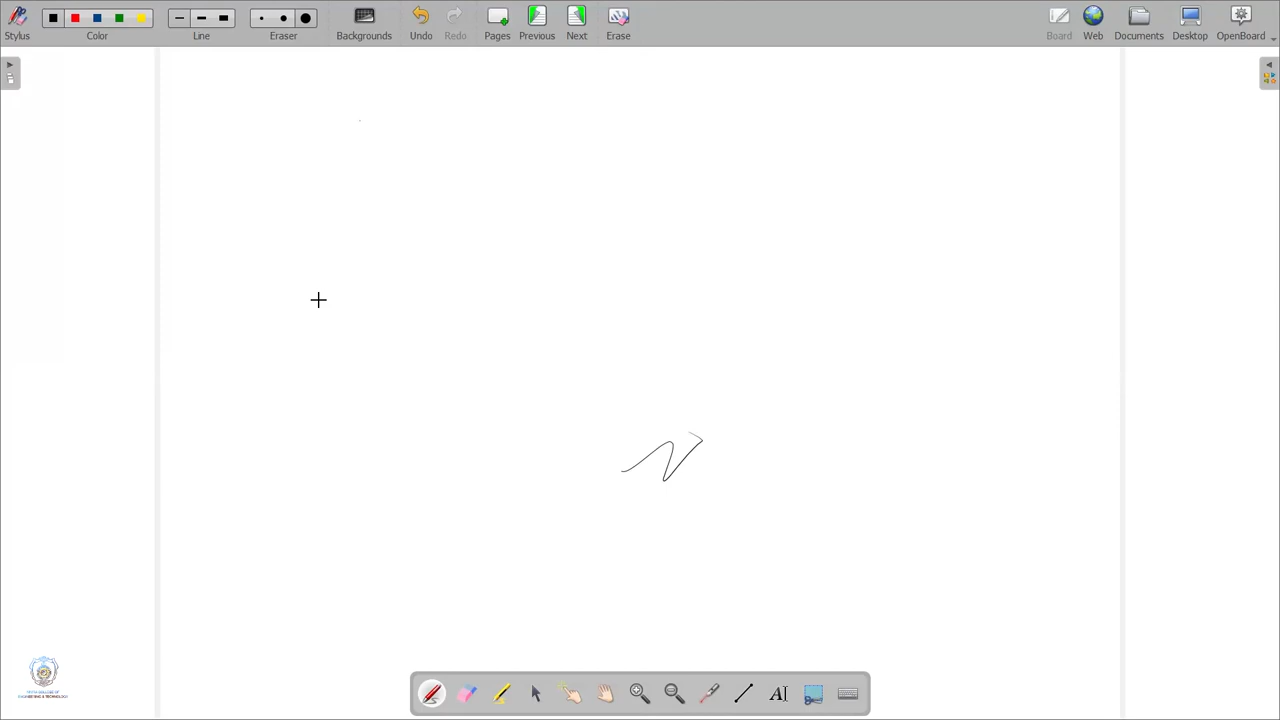 Stylus
Color
Line
Eraser
Backgrounds
Undo
Redo
Pages
Previous
Next
Erase
Board
Web
Documents
Desktop
OpenBoard